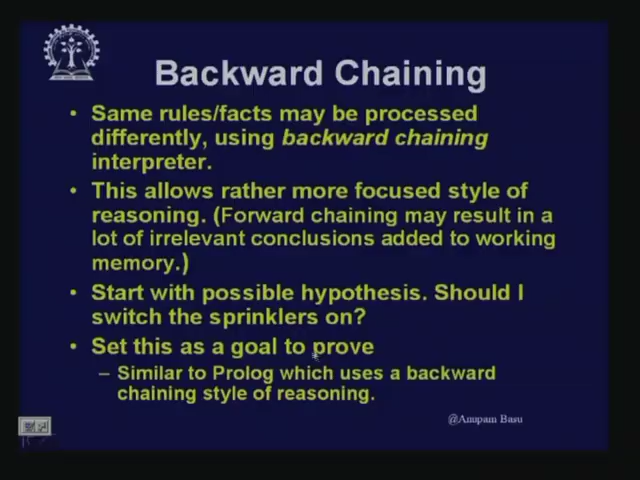 Backward Chaining
• Same rules/facts may be processed
differently, using backward chaining
interpreter.
• This allows rather more focused style of
reasoning. (Forward chaining may result in a
lot of irrelevant conclusions added to working
memory.)
• Start with possible hypothesis. Should I
switch the sprinklers on?
• Set this as a goal to prove
– Similar to Prolog which uses a backward
chaining style of reasoning.
@Anupam Basu